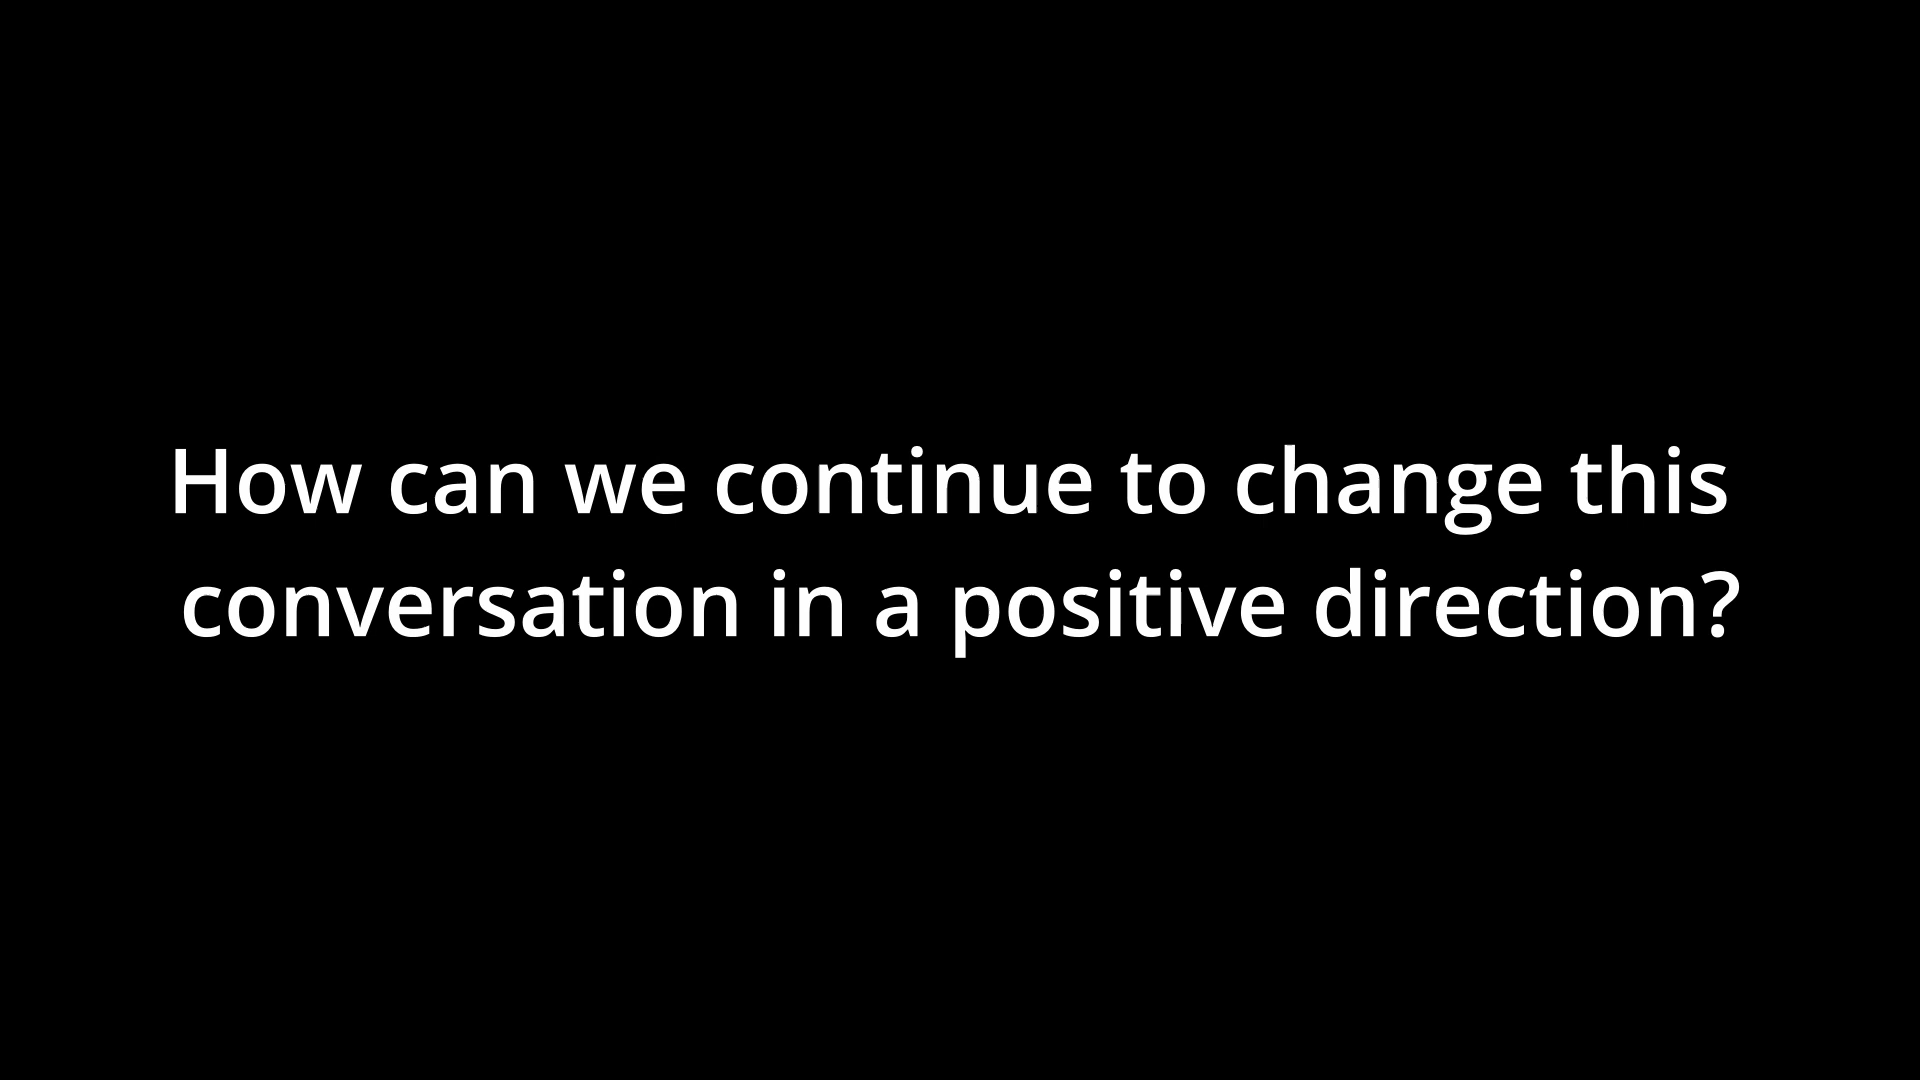 How can we continue to change this
conversation in a positive direction?